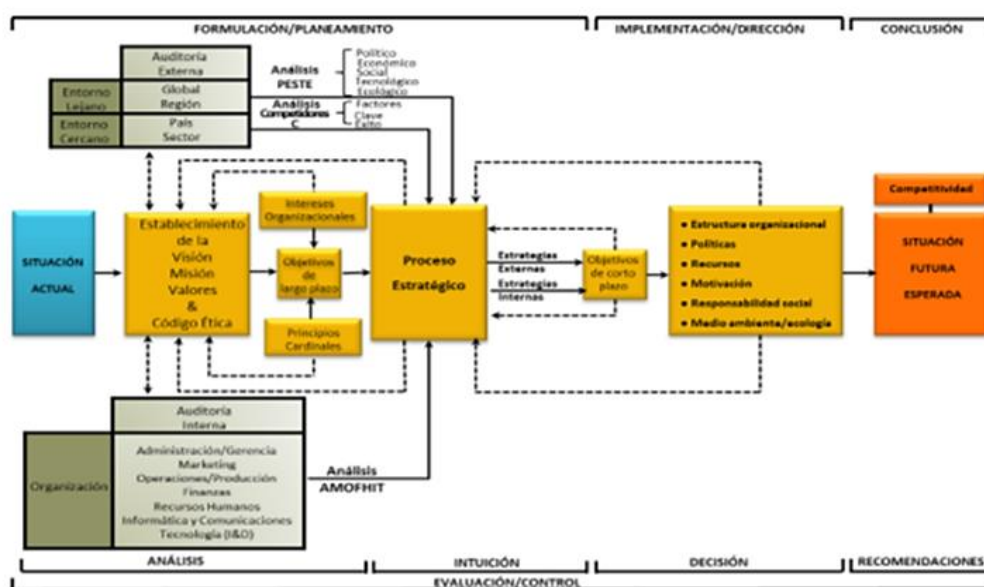 FORMULACIÓN/PLANEAMIENTO
IMPLEMENTACIÓN/DIRECCIÓN
CONCLUSIÓN
Auditoría
Externa
Entorno
Lejano
Global
Región
Entorno
Cercano
País
Sector
Análisis
PESTE
Político
Económico
Social
Tecnológico
Ecológico
Análisis
Competidores
C
Factores
Clave
Éxito
SITUACIÓN
ACTUAL
Establecimiento
de la
Visión
Misión
Valores
&
Código Ética
Intereses
Organizacionales
Objetivos
de
largo plazo
Principios
Cardinales
Proceso
Estratégico
Estrategias
Externas
Estrategias
Internas
Objetivos
de corto
plazo
• Estructura organizacional
• Políticas
• Recursos
• Motivación
• Responsabilidad social
• Medio ambiente/ecología
Competitividad
SITUACIÓN
FUTURA
ESPERADA
Auditoría
Interna
Organización
Administración/Gerencia
Marketing
Operaciones/Producción
Finanzas
Recursos Humanos
Informática y Comunicaciones
Tecnología (I&D)
Análisis
AMOFHIT
ANÁLISIS
INTUICIÓN
DECISIÓN
RECOMENDACIONES
EVALUACIÓN/CONTROL